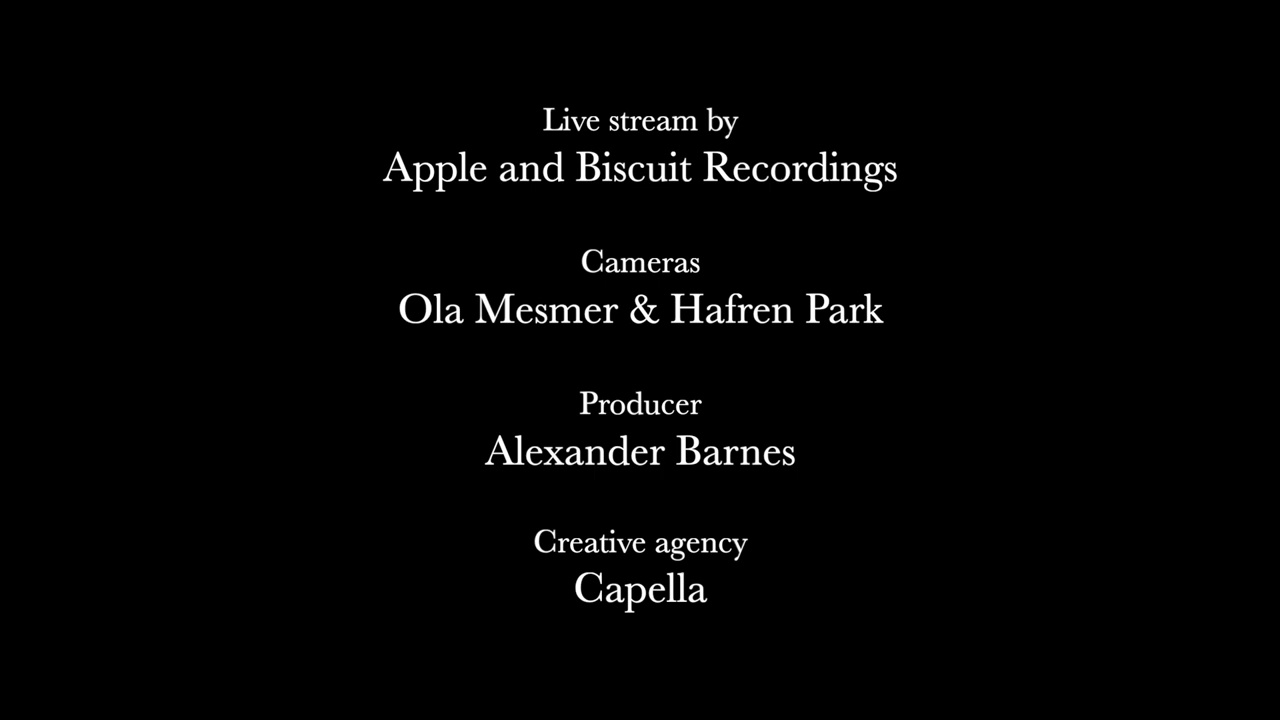 Live stream by
Apple and Biscuit Recordings
Cameras
Ola Mesmer & Hafren Park
Producer
Alexander Barnes
Creative agency
Capella